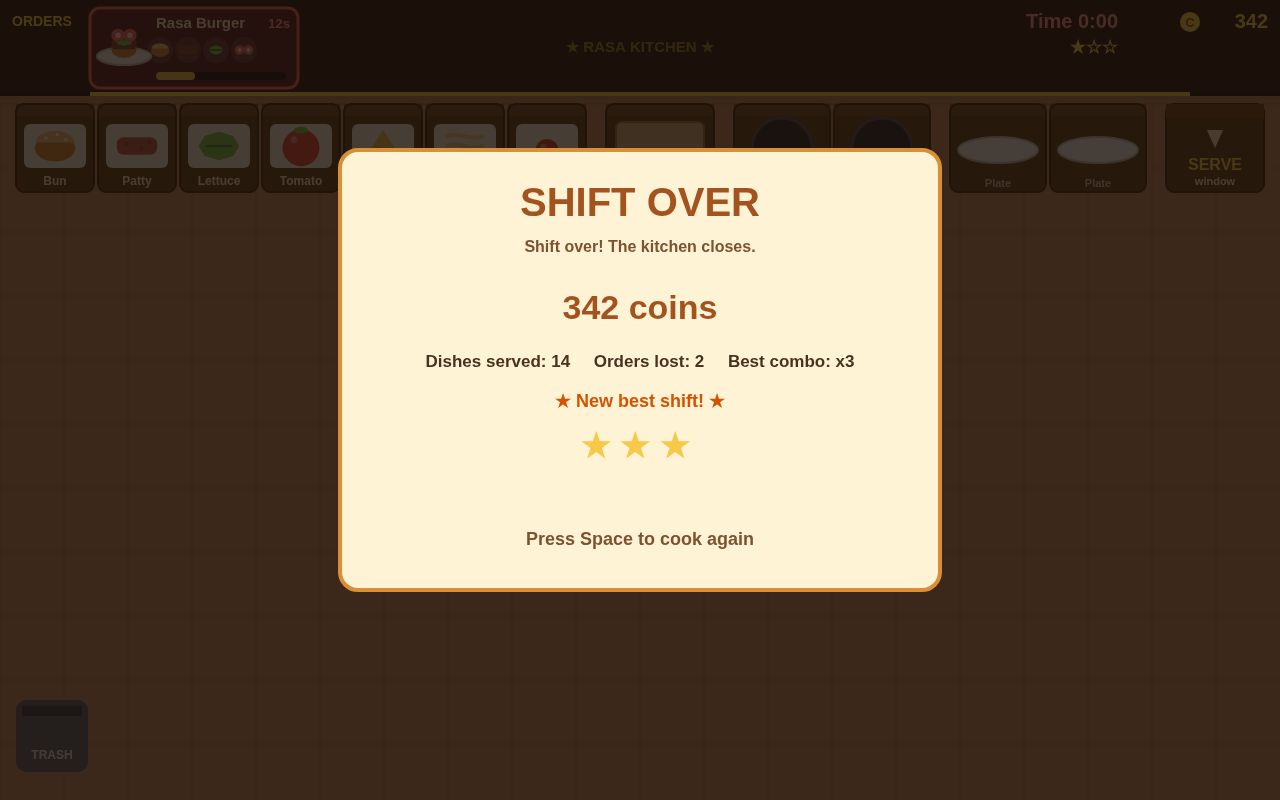 ORDERS
Rasa Burger 12s
★ RASA KITCHEN ★
Time 0:00
C 342
★☆☆
Bun
Patty
Lettuce
Tomato
Plate
Plate
SERVE
window
SHIFT OVER
Shift over! The kitchen closes.
342 coins
Dishes served: 14 Orders lost: 2 Best combo: x3
★ New best shift! ★
★★★
Press Space to cook again
TRASH